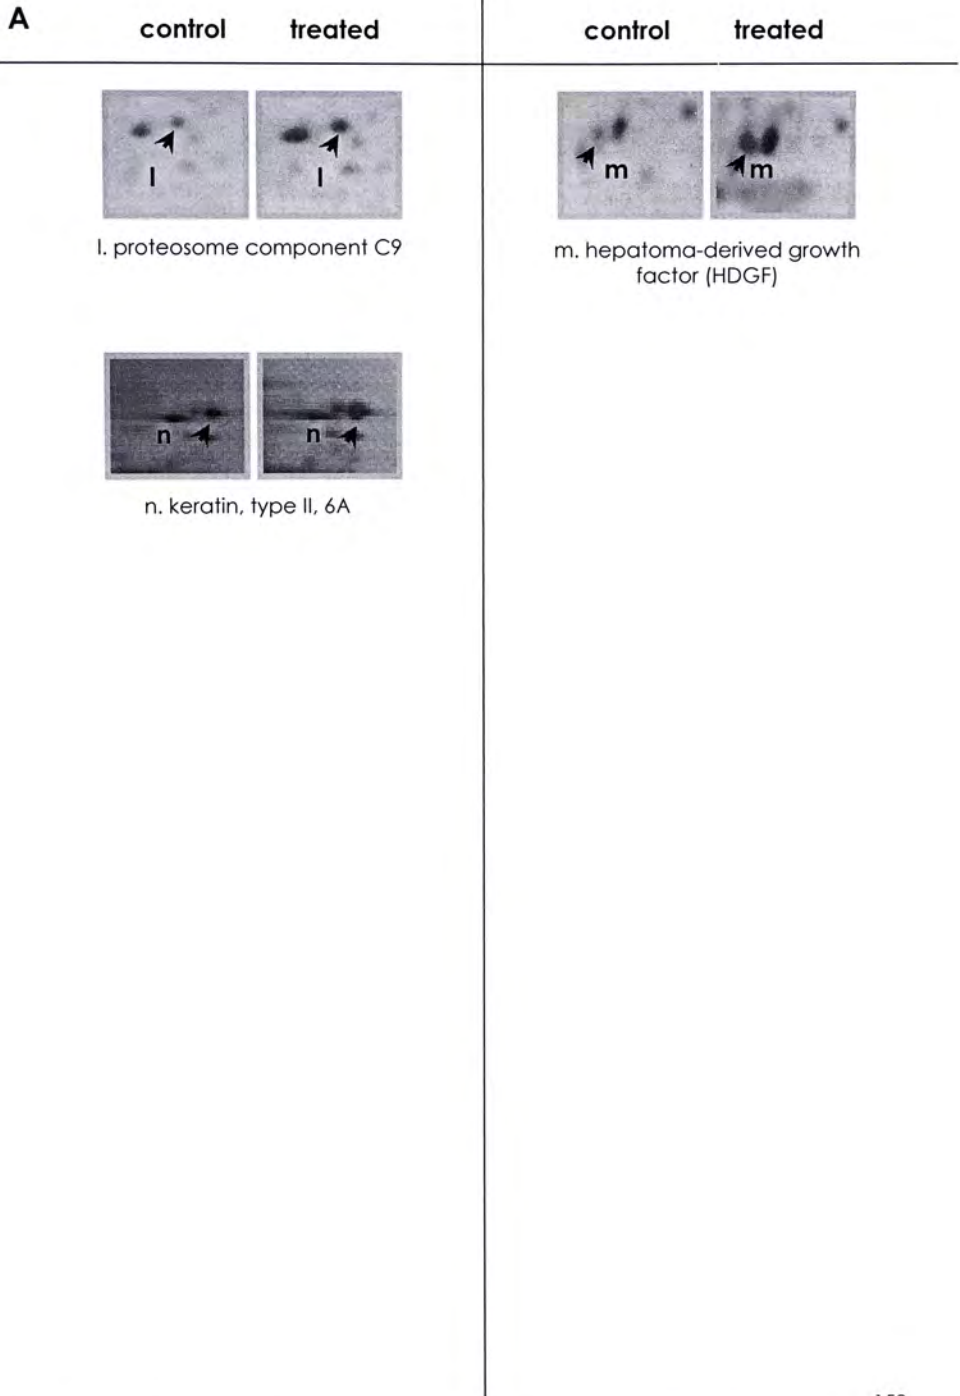 A
control treated
control treated
l
l
l. proteosome component C9
m
m
m. hepatoma-derived growth
factor (HDGF)
n
n
n. keratin, type II, 6A